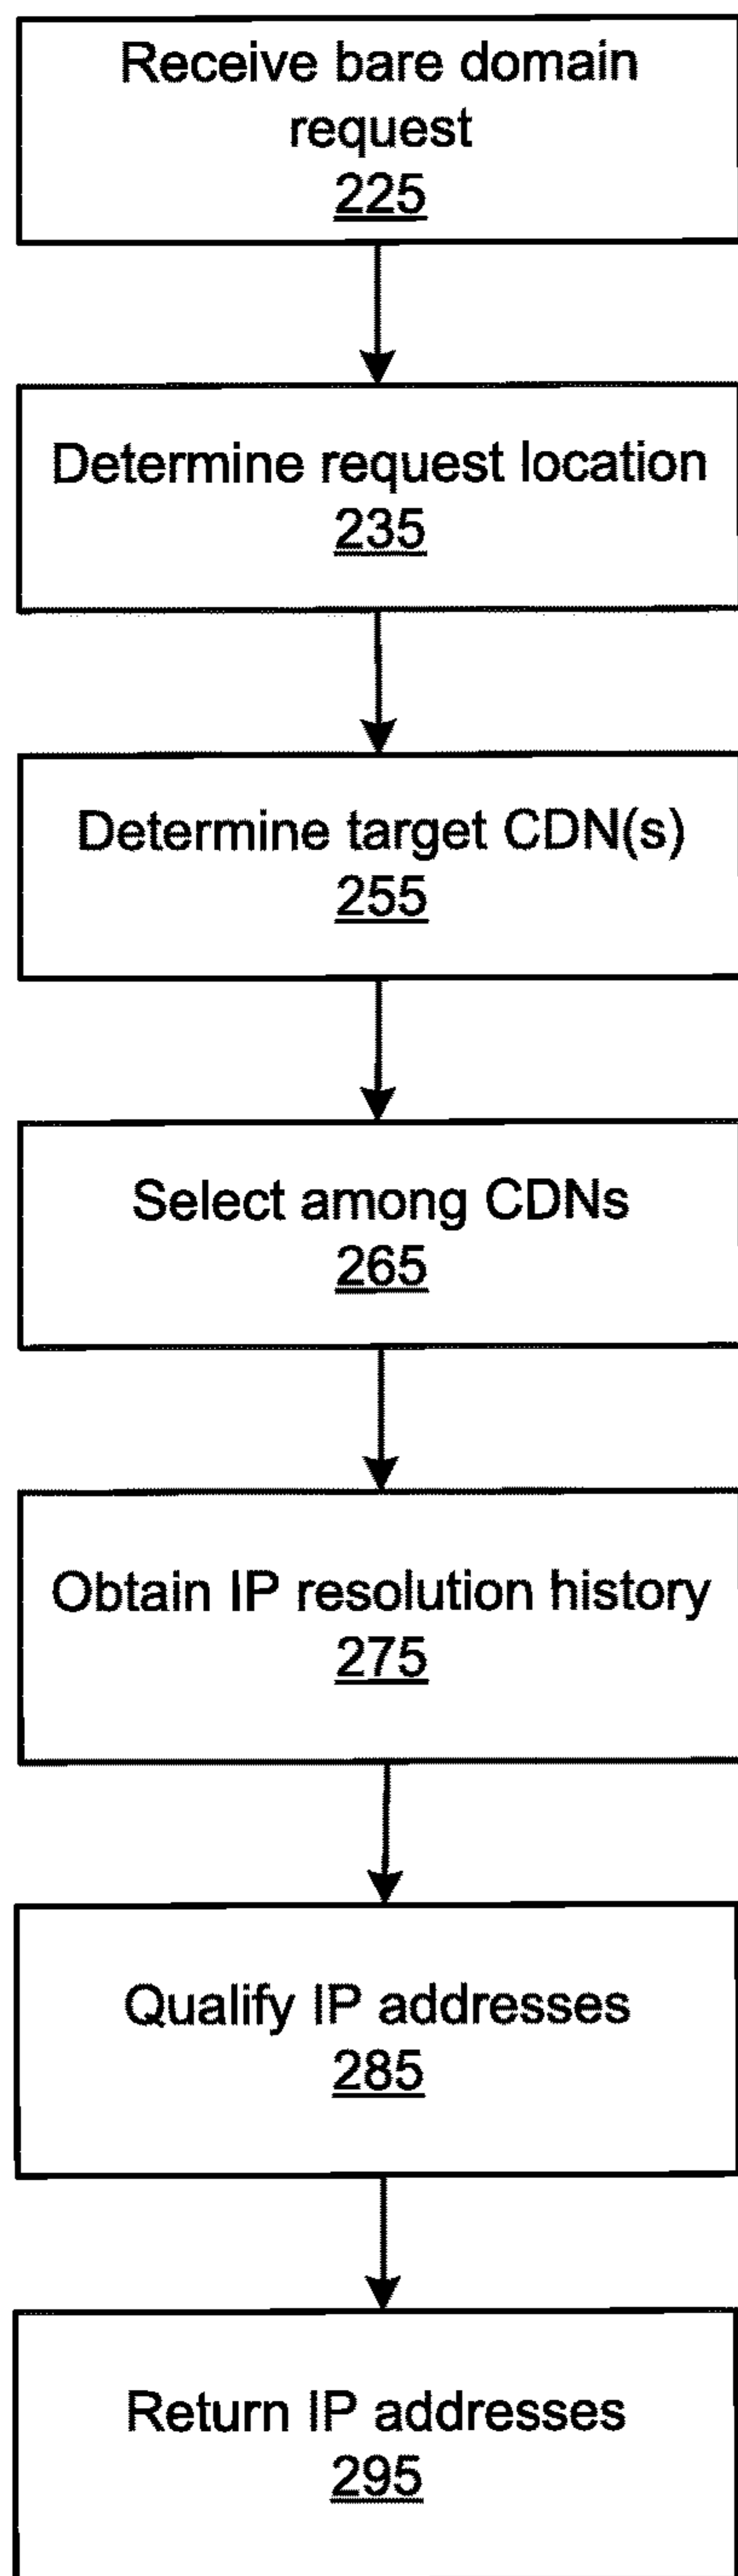 Receive bare domain
request
225
Determine request location
235
Determine target CDN(s)
255
Select among CDNs
265
Obtain IP resolution history
275
Qualify IP addresses
285
Return IP addresses
295